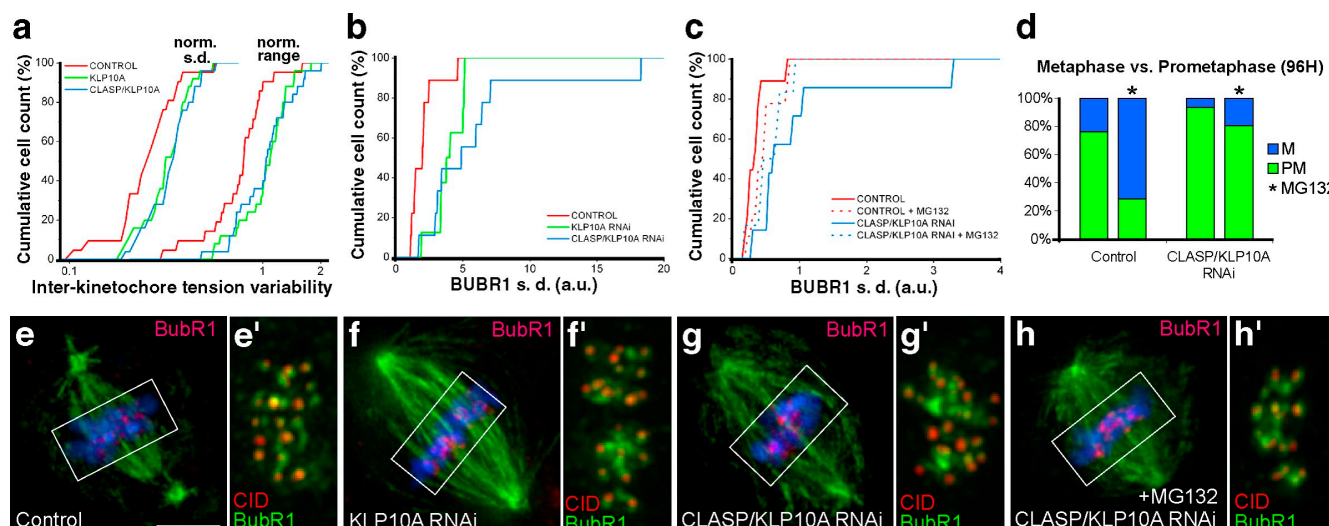 a
norm.
s.d.
norm.
range
CONTROL
KLP10A
CLASP/KLP10A
Cumulative cell count (%)
100
80
60
40
20
0
0.1
1
2
Inter-kinetochore tension variability
b
Cumulative cell count (%)
100
80
60
40
20
0
CONTROL
KLP10A RNAi
CLASP/KLP10A RNAi
0
5
10
15
20
BUBR1 s. d. (a.u.)
c
Cumulative cell count (%)
100
80
60
40
20
0
CONTROL
CONTROL + MG132
CLASP/KLP10A RNAI
CLASP/KLP10A RNAI + MG132
0
1
2
3
4
BUBR1 s. d. (a.u.)
d
Metaphase vs. Prometaphase (96H)
100%
80%
60%
40%
20%
0%
*
*
M
PM
* MG132
Control
CLASP/KLP10A
RNAi
e
BubR1
Control
e'
CID
BubR1
f
BubR1
KLP10A RNAi
f'
CID
BubR1
g
BubR1
CLASP/KLP10A RNAi
g'
CID
BubR1
h
BubR1
+MG132
CLASP/KLP10A RNAi
h'
CID
BubR1